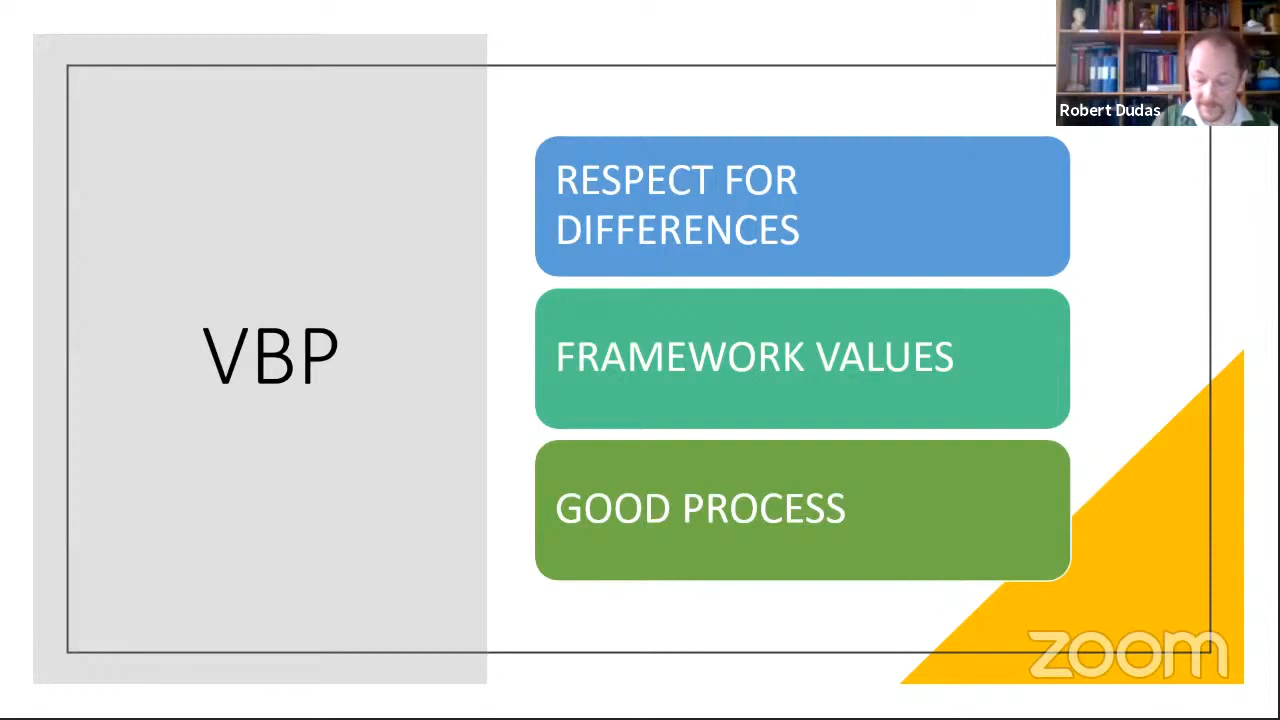 Robert Dudas
VBP
RESPECT FOR
DIFFERENCES
FRAMEWORK VALUES
GOOD PROCESS
zoom